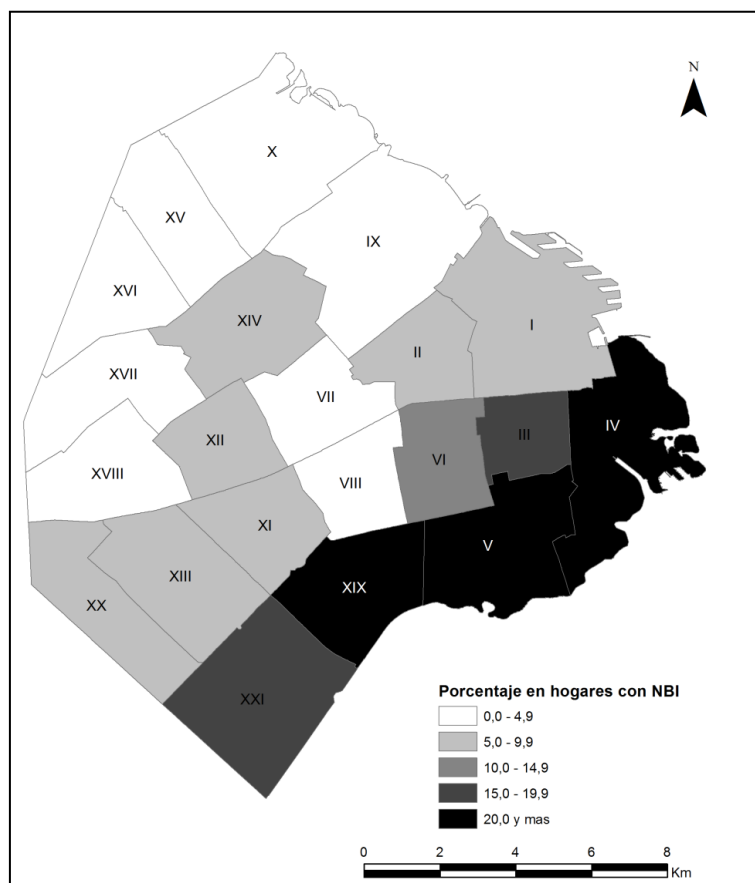 N
X
XV
IX
XVI
XIV
I
II
XVII
VII
IV
XII
III
VI
XVIII
VIII
XI
V
XIII
XIX
XX
XXI
Porcentaje en hogares con NBI
0,0 - 4,9
5,0 - 9,9
10,0 - 14,9
15,0 - 19,9
20,0 y mas
0 2 4 6 8
Km